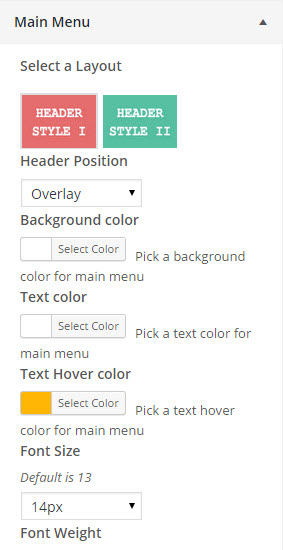 Main Menu
Select a Layout
HEADER STYLE I
HEADER STYLE II
Header Position
Overlay
Background color
Select Color Pick a background
color for main menu
Text color
Select Color Pick a text color for
main menu
Text Hover color
Select Color Pick a text hover
color for main menu
Font Size
Default is 13
14px
Font Weight